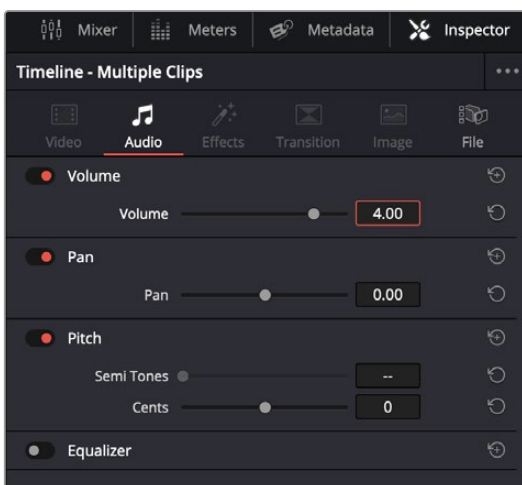 Mixer Meters Metadata Inspector
Timeline - Multiple Clips
Video Audio Effects Transition Image File
Volume
Volume 4.00
Pan
Pan 0.00
Pitch
Semi Tones --
Cents 0
Equalizer